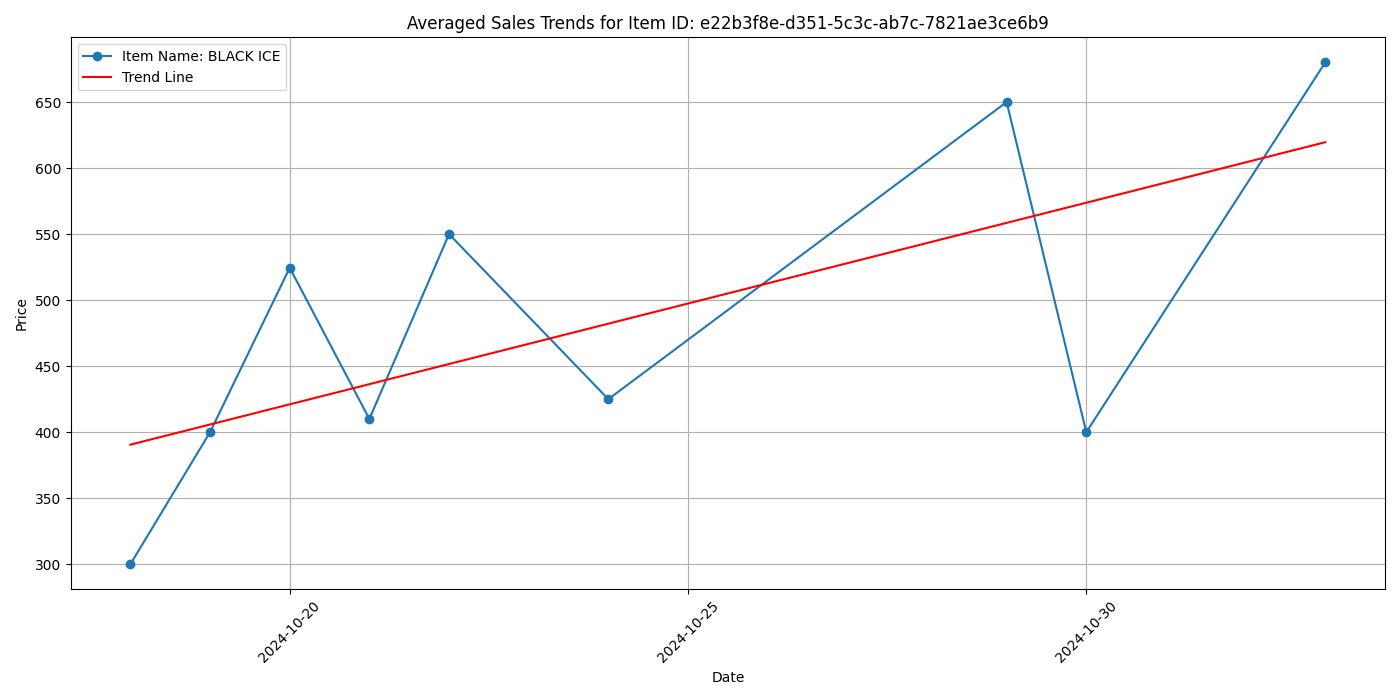 Averaged Sales Trends for Item ID: e22b3f8e-d351-5c3c-ab7c-7821ae3ce6b9
Item Name: BLACK ICE
Trend Line
Price
650
600
550
500
450
400
350
300
2024-10-20
2024-10-25
2024-10-30
Date